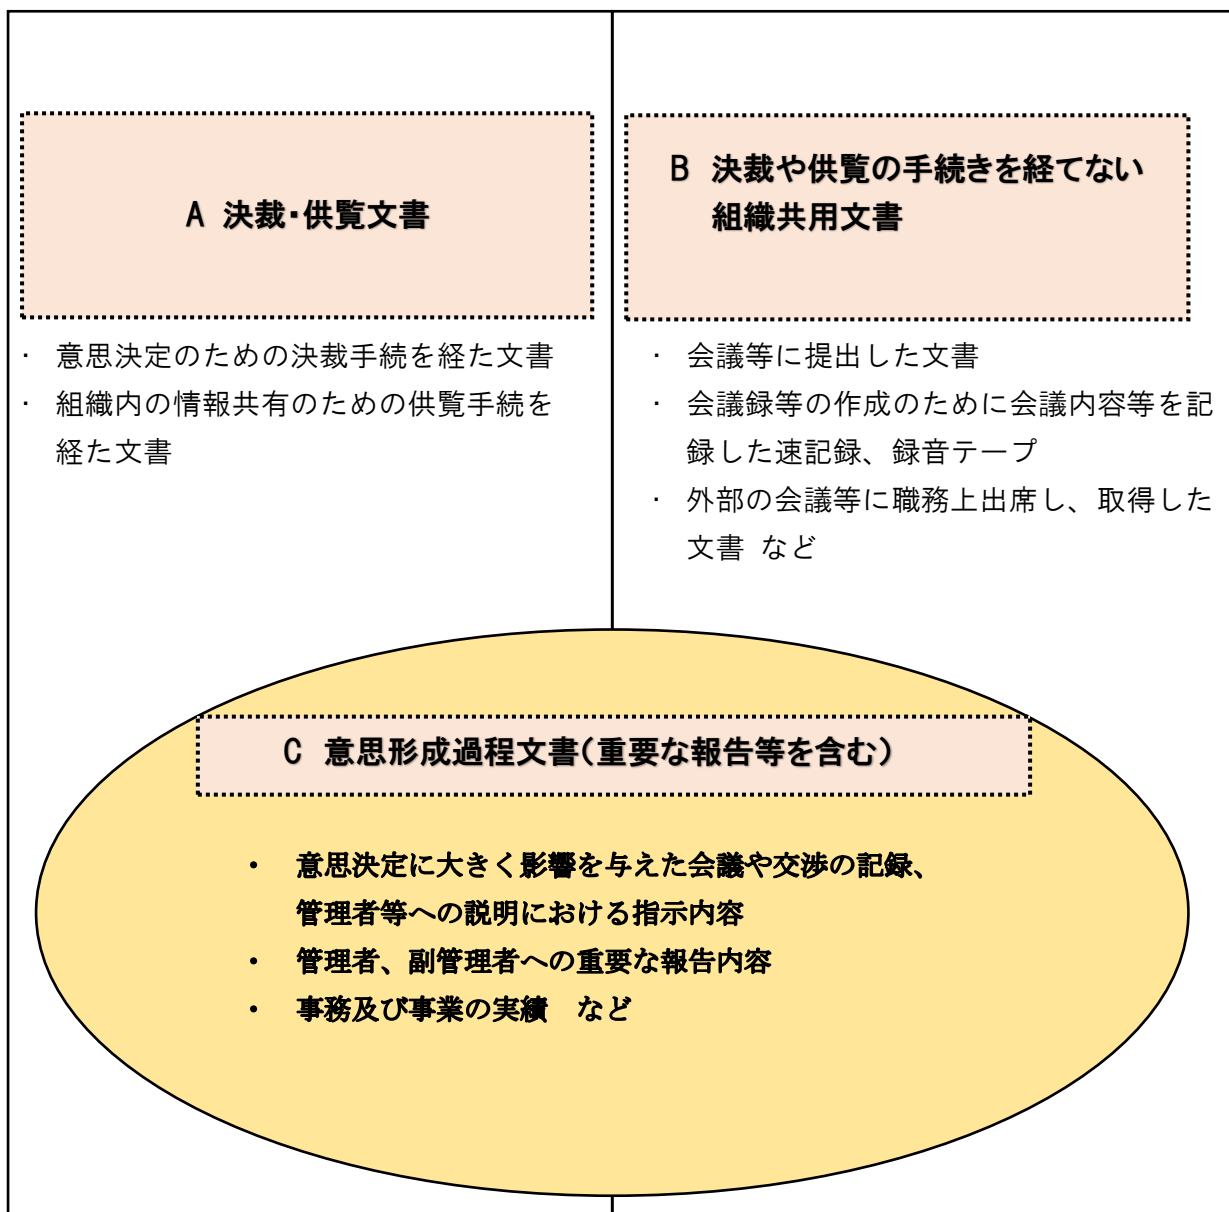 A 決裁・供覧文書
・ 意思決定のための決裁手続を経た文書
・ 組織内の情報共有のための供覧手続を
経た文書
B 決裁や供覧の手続きを経てない
組織共用文書
・ 会議等に提出した文書
・ 会議録等の作成のために会議内容等を記
録した速記録、録音テープ
・ 外部の会議等に職務上出席し、取得した
文書 など
C 意思形成過程文書(重要な報告等を含む)
・ 意思決定に大きく影響を与えた会議や交渉の記録、
管理者等への説明における指示内容
・ 管理者、副管理者への重要な報告内容
・ 事務及び事業の実績 など